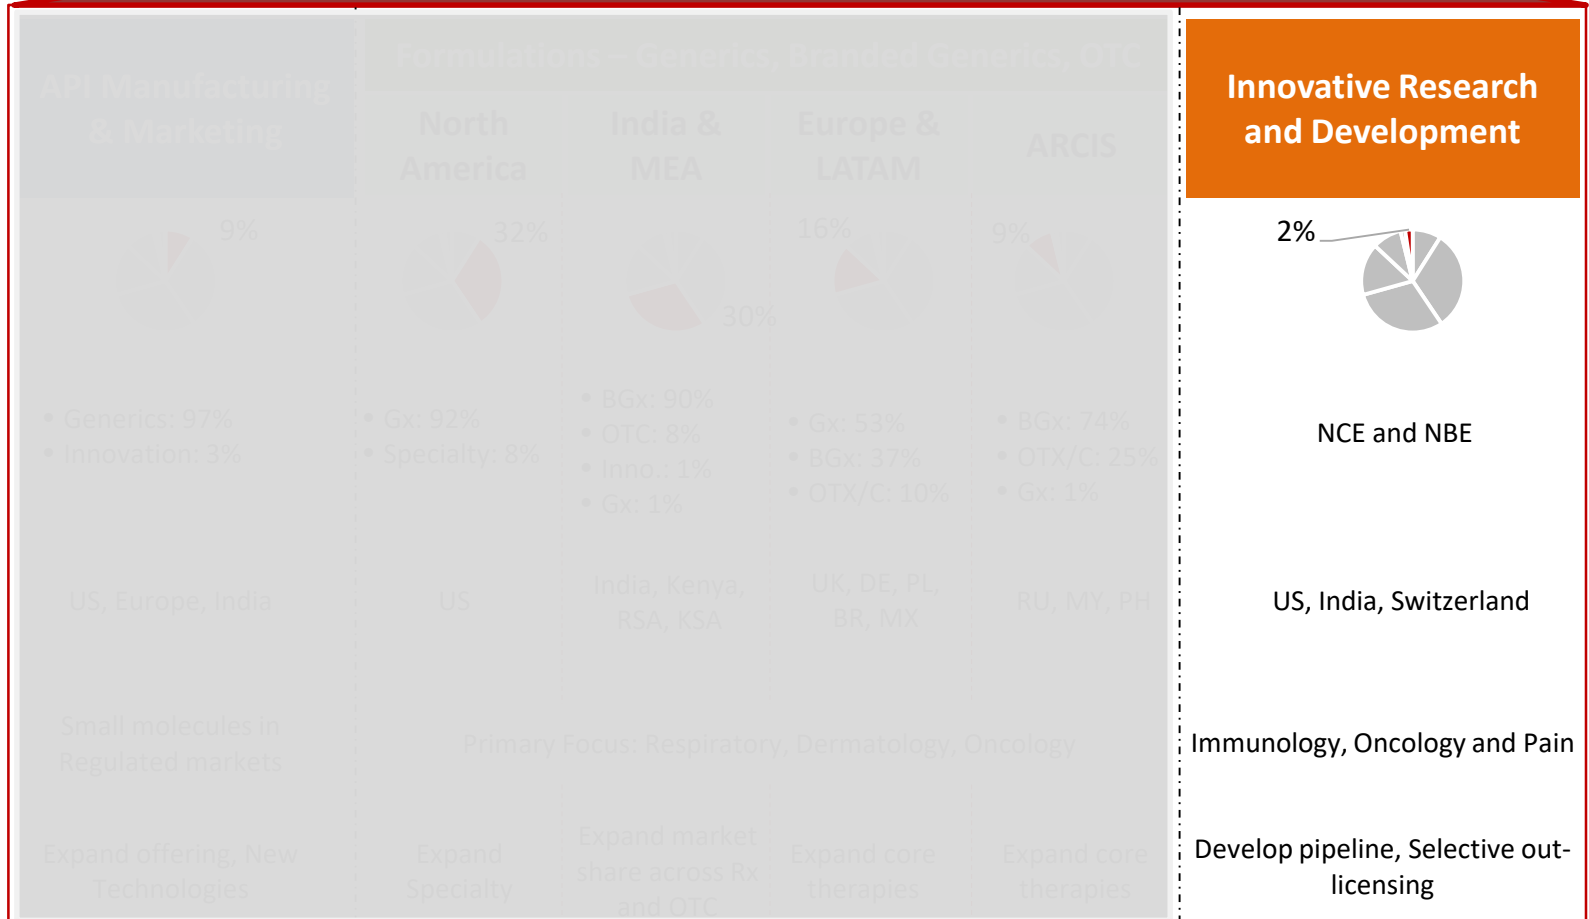 API Manufacturing
& Marketing
Formulations – Generics, Branded Generics, OTC
North
America
India &
MEA
Europe &
LATAM
ARCIS
Innovative Research
and Development
9%
32%
30%
16%
9%
2%
• Generics: 97%
• Innovation: 3%
• Gx: 92%
• Specialty: 8%
• BGx: 90%
• OTC: 8%
• Inno.: 1%
• Gx: 1%
• Gx: 53%
• BGx: 37%
• OTX/C: 10%
• BGx: 74%
• OTX/C: 25%
• Gx: 1%
NCE and NBE
US, Europe, India
US
India, Kenya,
RSA, KSA
UK, DE, PL,
BR, MX
RU, MY, PH
US, India, Switzerland
Small molecules in
Regulated markets
Primary Focus: Respiratory, Dermatology, Oncology
Immunology, Oncology and Pain
Expand offering, New
Technologies
Expand
Specialty
Expand market
share across Rx
and OTC
Expand core
therapies
Expand core
therapies
Develop pipeline, Selective out-
licensing